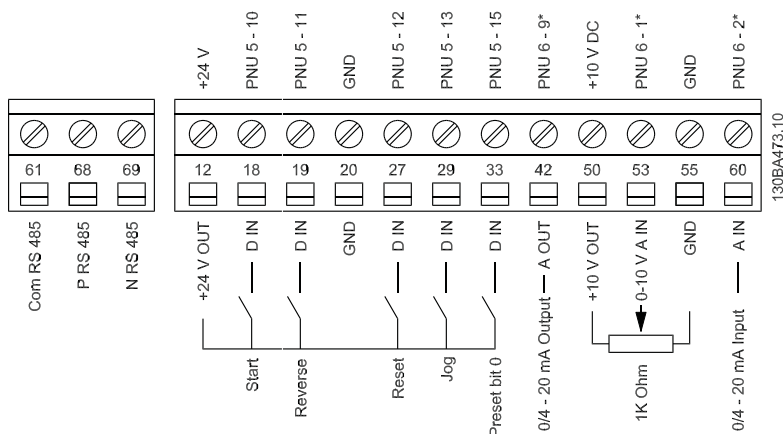 +24 V
PNU 5 - 10
PNU 5 - 11
GND
PNU 5 - 12
PNU 5 - 13
PNU 5 - 15
PNU 6 - 9*
+10 V DC
PNU 6 - 1*
GND
PNU 6 - 2*
61
68
69
12
18
19
20
27
29
33
42
50
53
55
60
130BA473.10
Com RS 485
P RS 485
N RS 485
+24 V OUT
D IN
D IN
GND
D IN
D IN
D IN
0/4 - 20 mA Output
A OUT
+10 V OUT
0-10 V A IN
GND
0/4 - 20 mA Input
A IN
Start
Reverse
Reset
Jog
Preset bit 0
1K Ohm